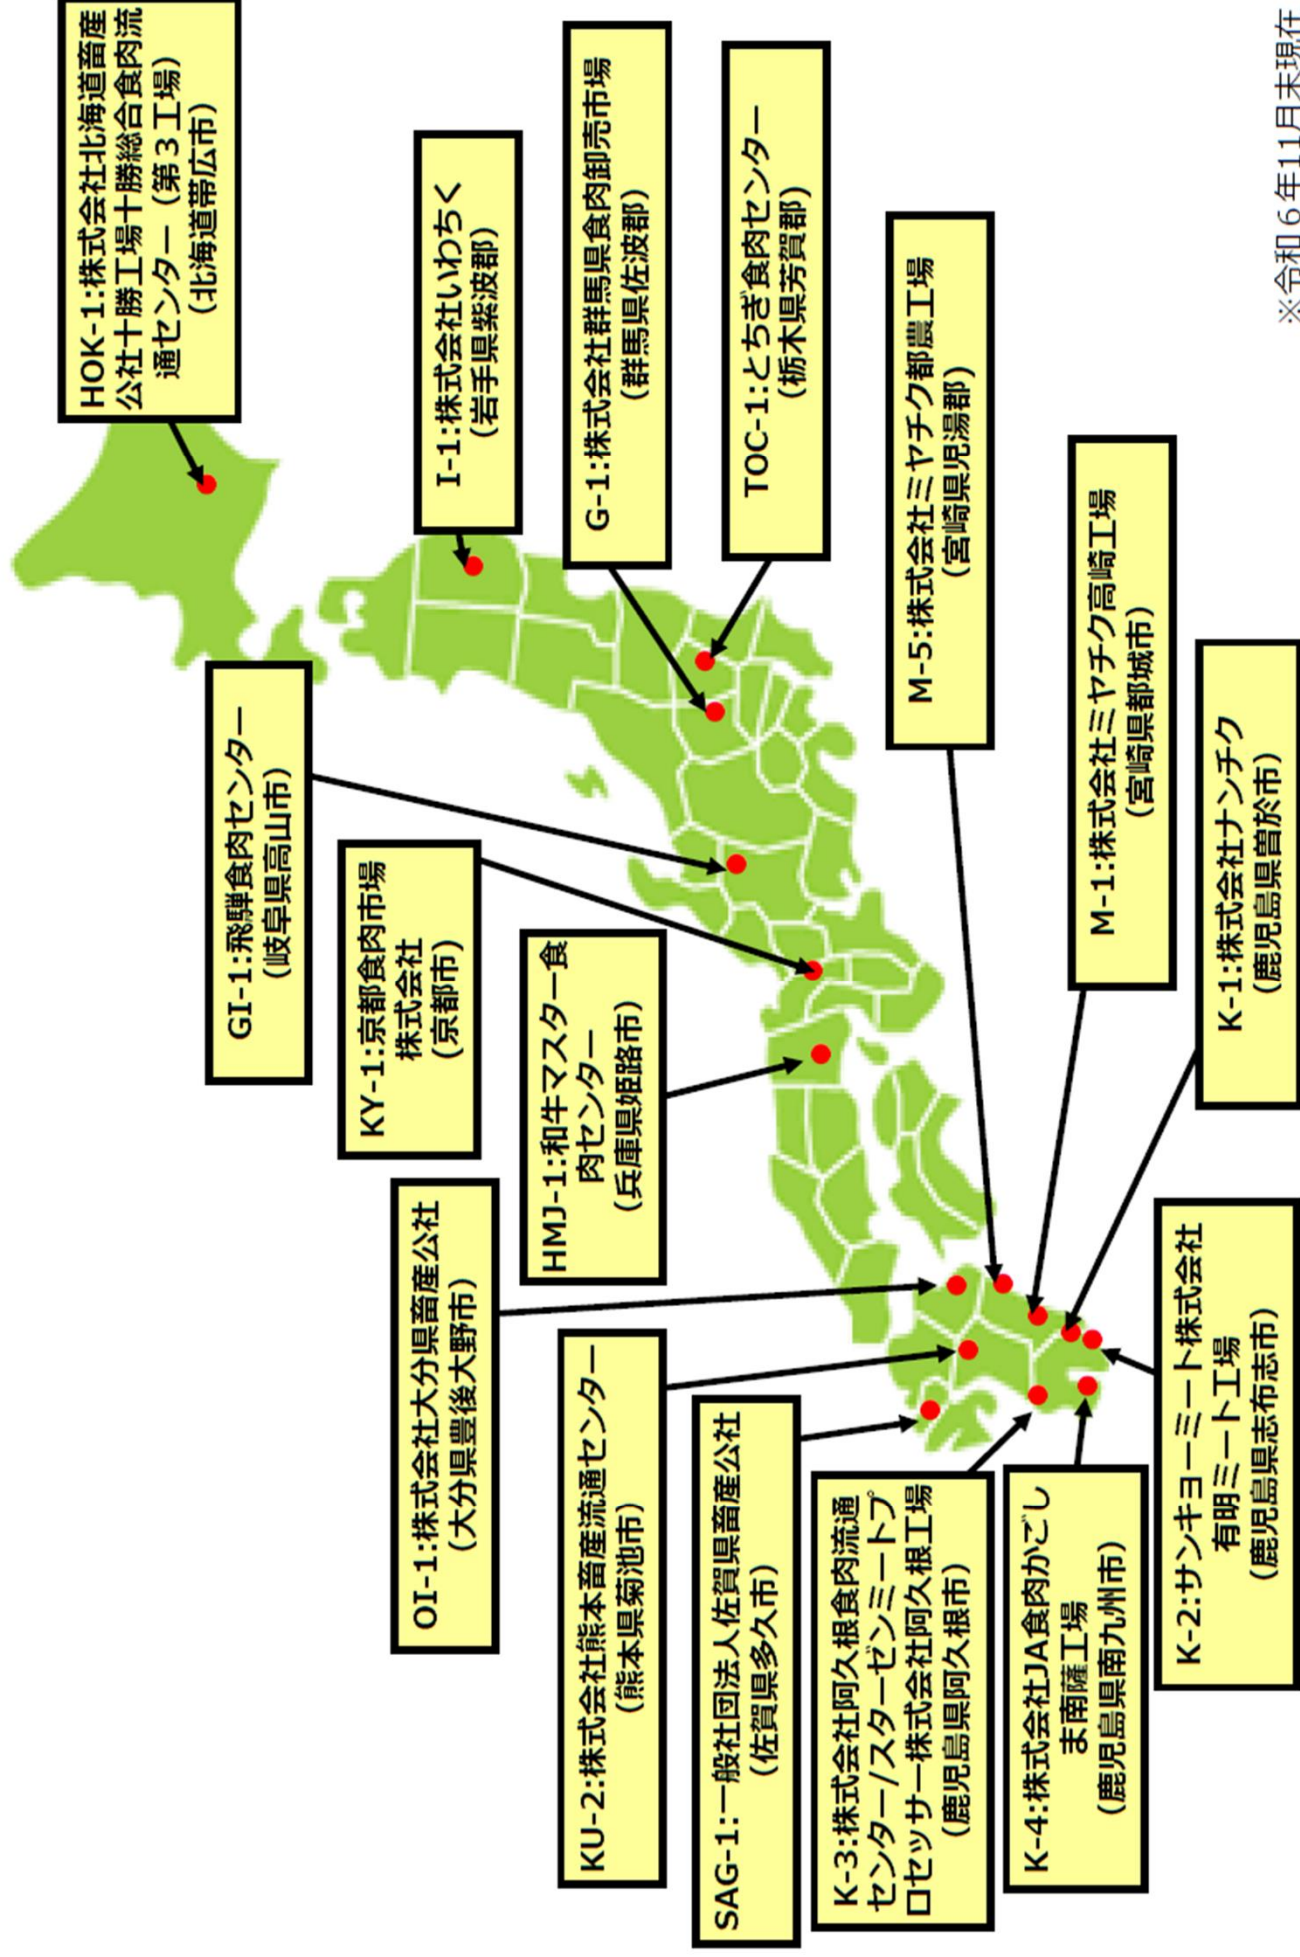 HOK-1:株式会社北海道畜産
公社十勝工場十勝総合食肉流
通センター（第３工場）
（北海道帯広市）
I-1:株式会社いわちく
（岩手県紫波郡）
G-1:株式会社群馬県食肉卸売市場
（群馬県佐波郡）
TOC-1:とちぎ食肉センター
（栃木県芳賀郡）
GI-1:飛騨食肉センター
（岐阜県高山市）
KY-1:京都食肉市場
株式会社
（京都市）
HMJ-1:和牛マスター食
肉センター
（兵庫県姫路市）
OI-1:株式会社大分県畜産公社
（大分県豊後大野市）
KU-2:株式会社熊本畜産流通センター
（熊本県菊池市）
SAG-1:一般社団法人佐賀県畜産公社
（佐賀県多久市）
K-3:株式会社阿久根食肉流通
センター/スターゼンミートプ
ロセッサー株式会社阿久根工場
（鹿児島県阿久根市）
K-4:株式会社JA食肉かごし
ま南薩工場
（鹿児島県南九州市）
M-5:株式会社ミヤチク都農工場
（宮崎県児湯郡）
M-1:株式会社ミヤチク高崎工場
（宮崎県都城市）
K-1:株式会社ナンチク
（鹿児島県曽於市）
K-2:サンキョーミート株式会社
有明ミート工場
（鹿児島県志布志市）
※令和６年11月末現在